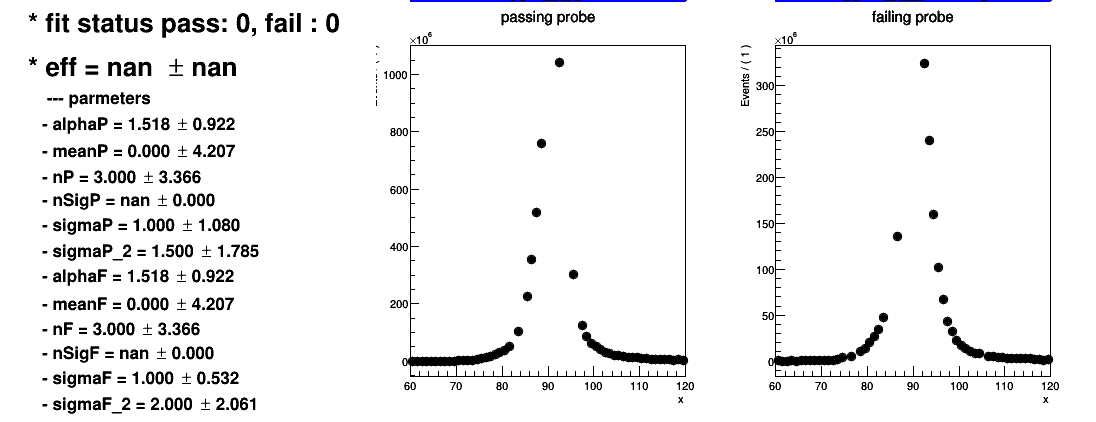 * fit status pass: 0, fail : 0
* eff = nan ± nan
--- parmeters
- alphaP = 1.518 ± 0.922
- meanP = 0.000 ± 4.207
- nP = 3.000 ± 3.366
- nSigP = nan ± 0.000
- sigmaP = 1.000 ± 1.080
- sigmaP_2 = 1.500 ± 1.785
- alphaF = 1.518 ± 0.922
- meanF = 0.000 ± 4.207
- nF = 3.000 ± 3.366
- nSigF = nan ± 0.000
- sigmaF = 1.000 ± 0.532
- sigmaF_2 = 2.000 ± 2.061
passing probe
×10⁶
1000
800
600
400
200
0
60 70 80 90 100 110 120
x
failing probe
×10⁶
Events / ( 1 )
300
250
200
150
100
50
0
60 70 80 90 100 110 120
x